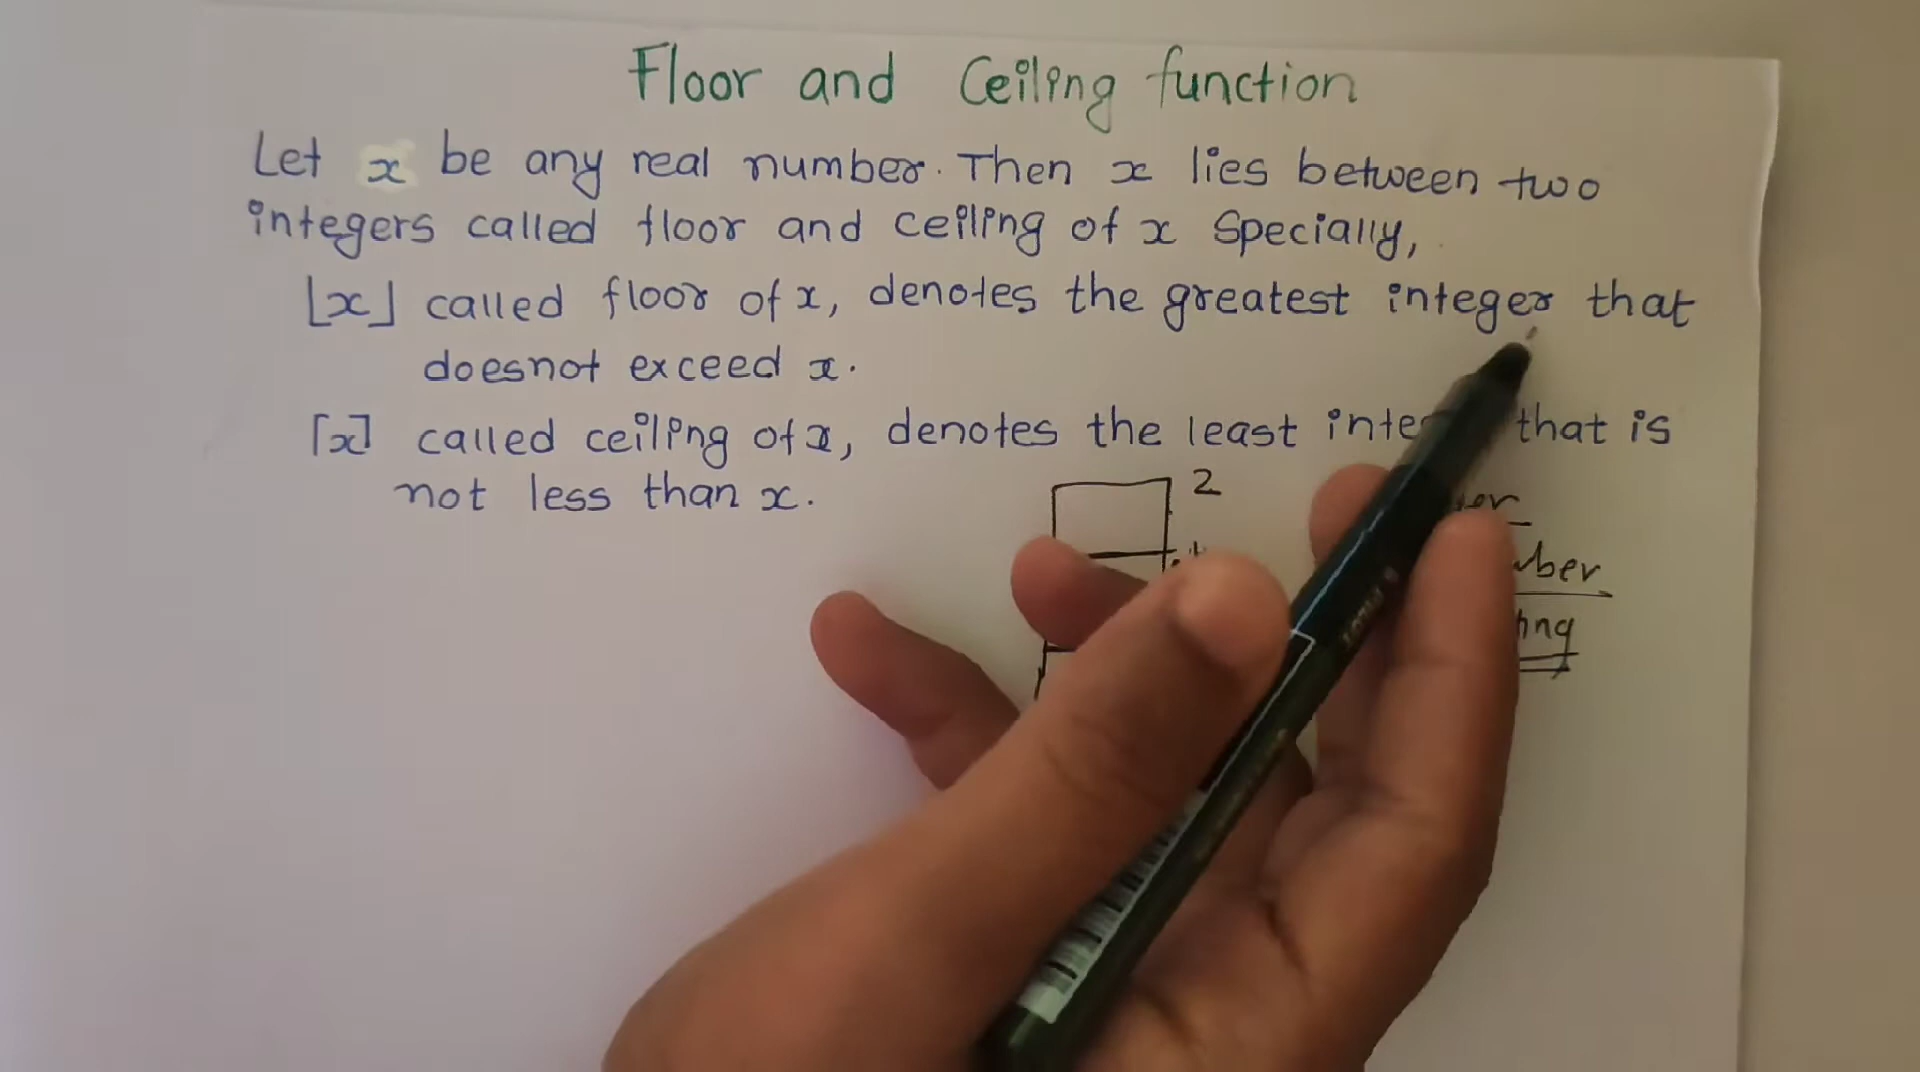 Floor and Ceiling function
Let x be any real number. Then x lies between two
integers called floor and ceiling of x Specially,
⌊x⌋ called floor of x, denotes the greatest integer that
doesnot exceed x.
⌈x⌉ called ceiling of x, denotes the least that is
not less than x.
2